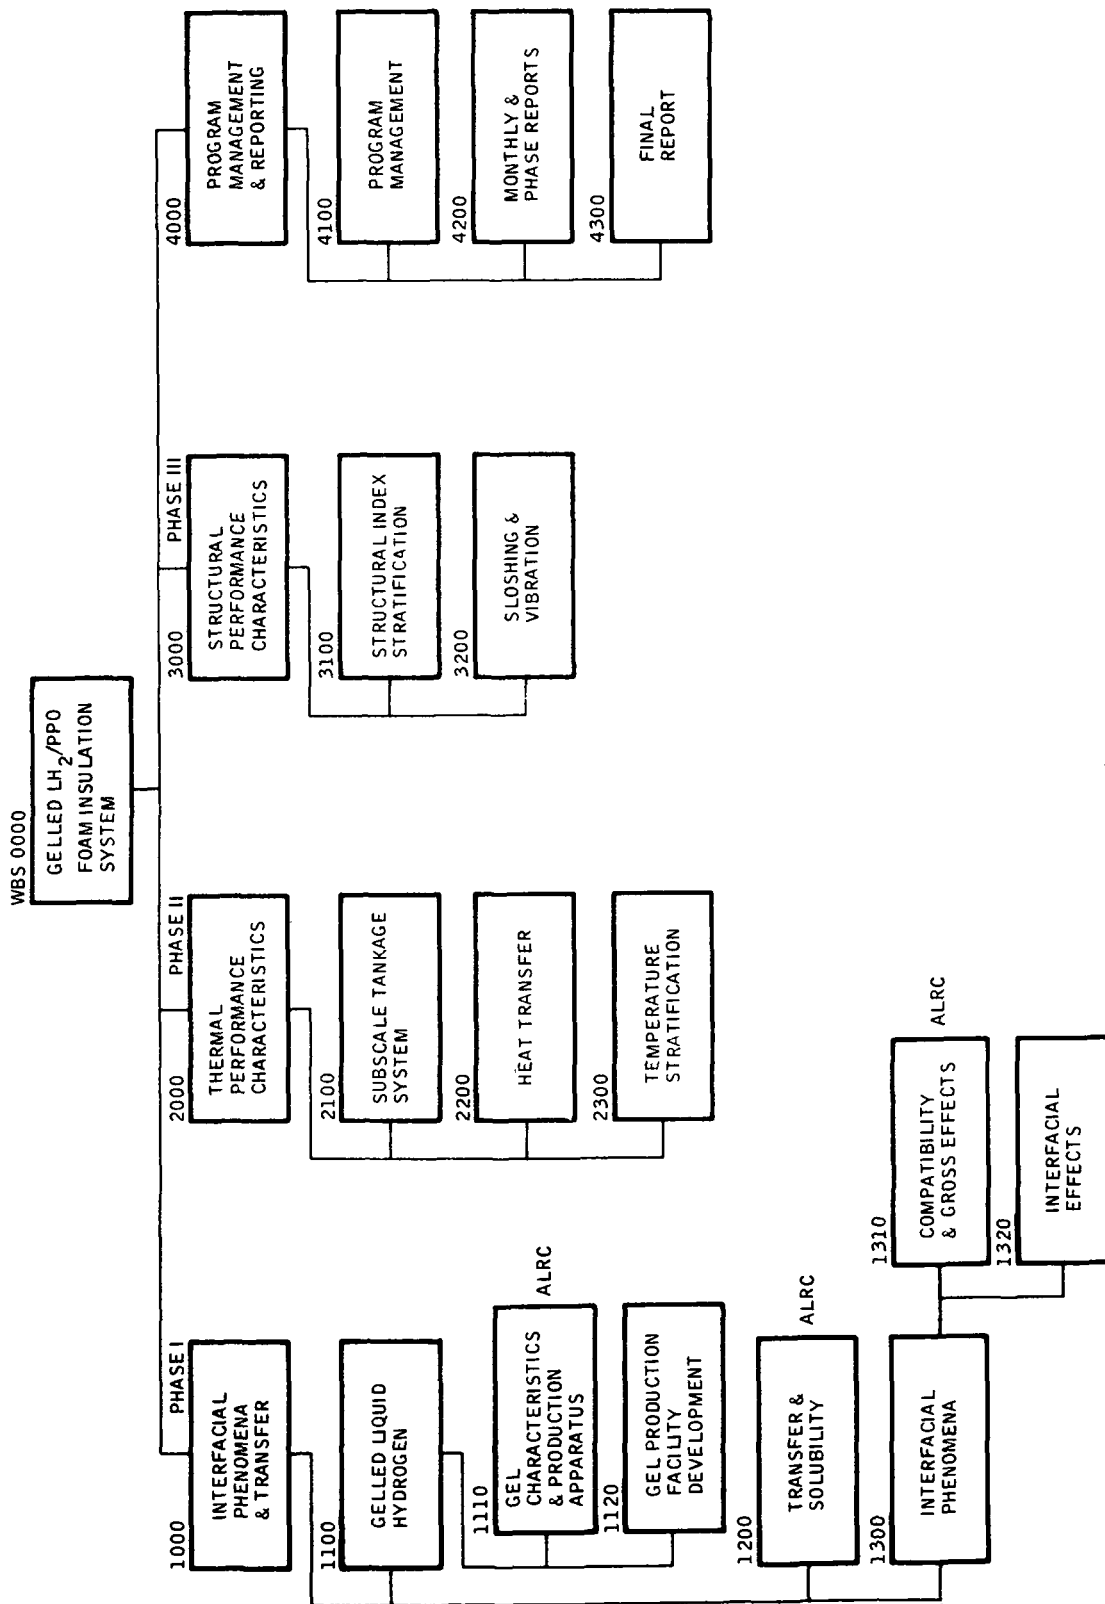 WBS 0000
GELLED LH2/PPO
FOAM INSULATION
SYSTEM
PHASE I
1000
INTERFACIAL
PHENOMENA
& TRANSFER
1100
GELLED LIQUID
HYDROGEN
1110
GEL
CHARACTERISTICS
& PRODUCTION
APPARATUS
ALRC
1120
GEL PRODUCTION
FACILITY
DEVELOPMENT
1200
TRANSFER &
SOLUBILITY
ALRC
1300
INTERFACIAL
PHENOMENA
1310
COMPATIBILITY
& GROSS EFFECTS
ALRC
1320
INTERFACIAL
EFFECTS
PHASE II
2000
THERMAL
PERFORMANCE
CHARACTERISTICS
2100
SUBSCALE TANKAGE
SYSTEM
2200
HEAT TRANSFER
2300
TEMPERATURE
STRATIFICATION
PHASE III
3000
STRUCTURAL
PERFORMANCE
CHARACTERISTICS
3100
STRUCTURAL INDEX
STRATIFICATION
3200
SLOSHING &
VIBRATION
4000
PROGRAM
MANAGEMENT
& REPORTING
4100
PROGRAM
MANAGEMENT
4200
MONTHLY &
PHASE REPORTS
4300
FINAL
REPORT